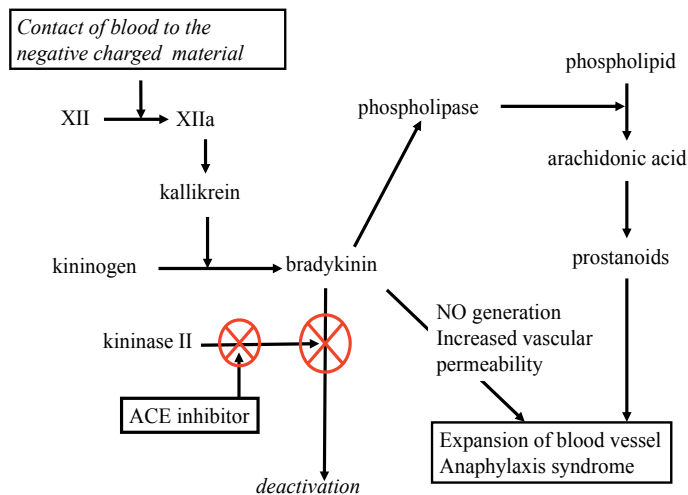 Contact of blood to the
negative charged material
phospholipid
XII
XIIa
phospholipase
arachidonic acid
kallikrein
kininogen
bradykinin
prostanoids
NO generation
Increased vascular
permeability
kininase II
ACE inhibitor
Expansion of blood vessel
Anaphylaxis syndrome
deactivation